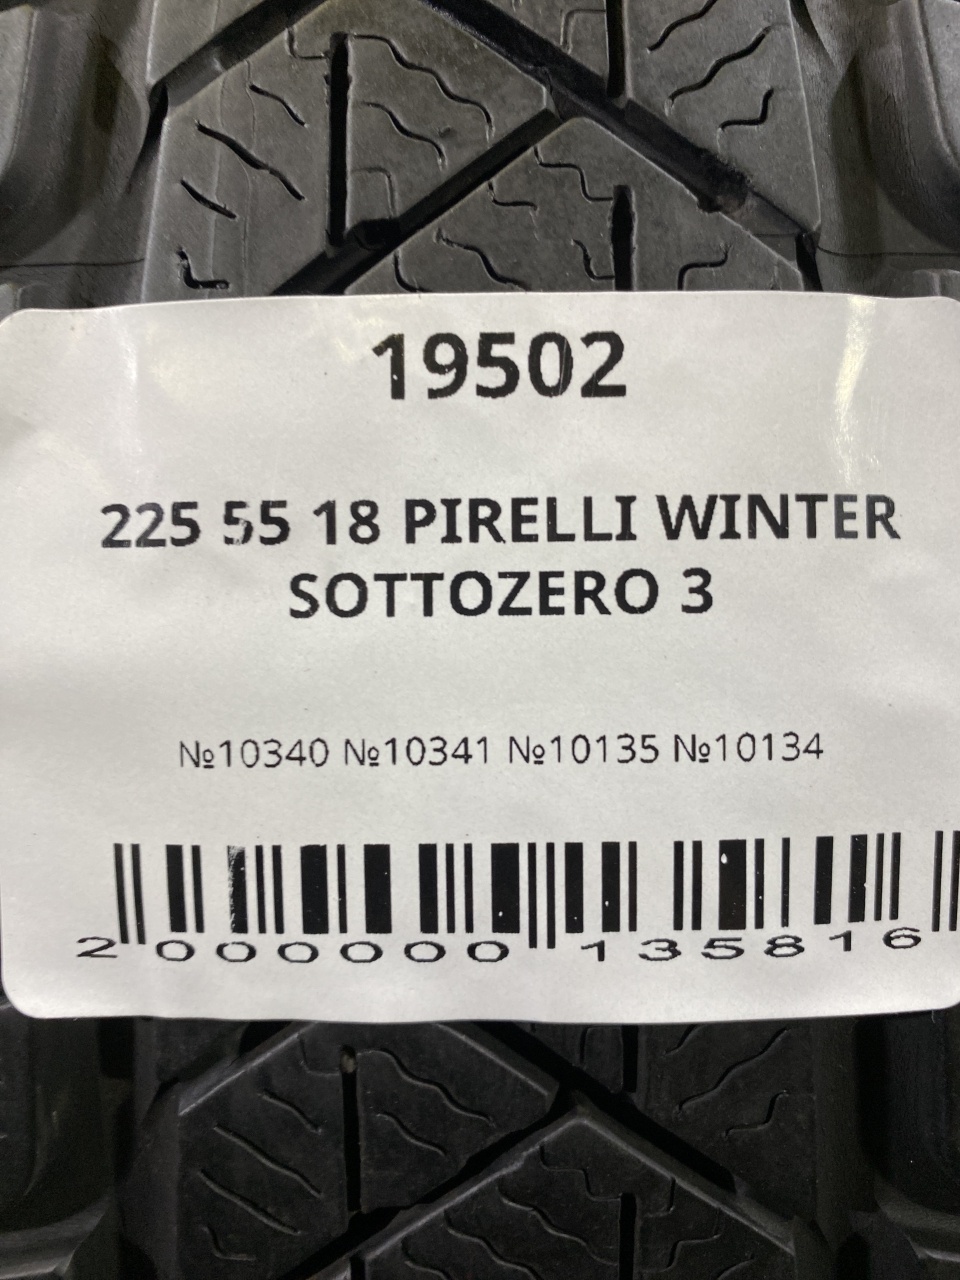 19502
225 55 18 PIRELLI WINTER
SOTTOZERO 3
№10340 №10341 №10135 №10134
2 000000 135816